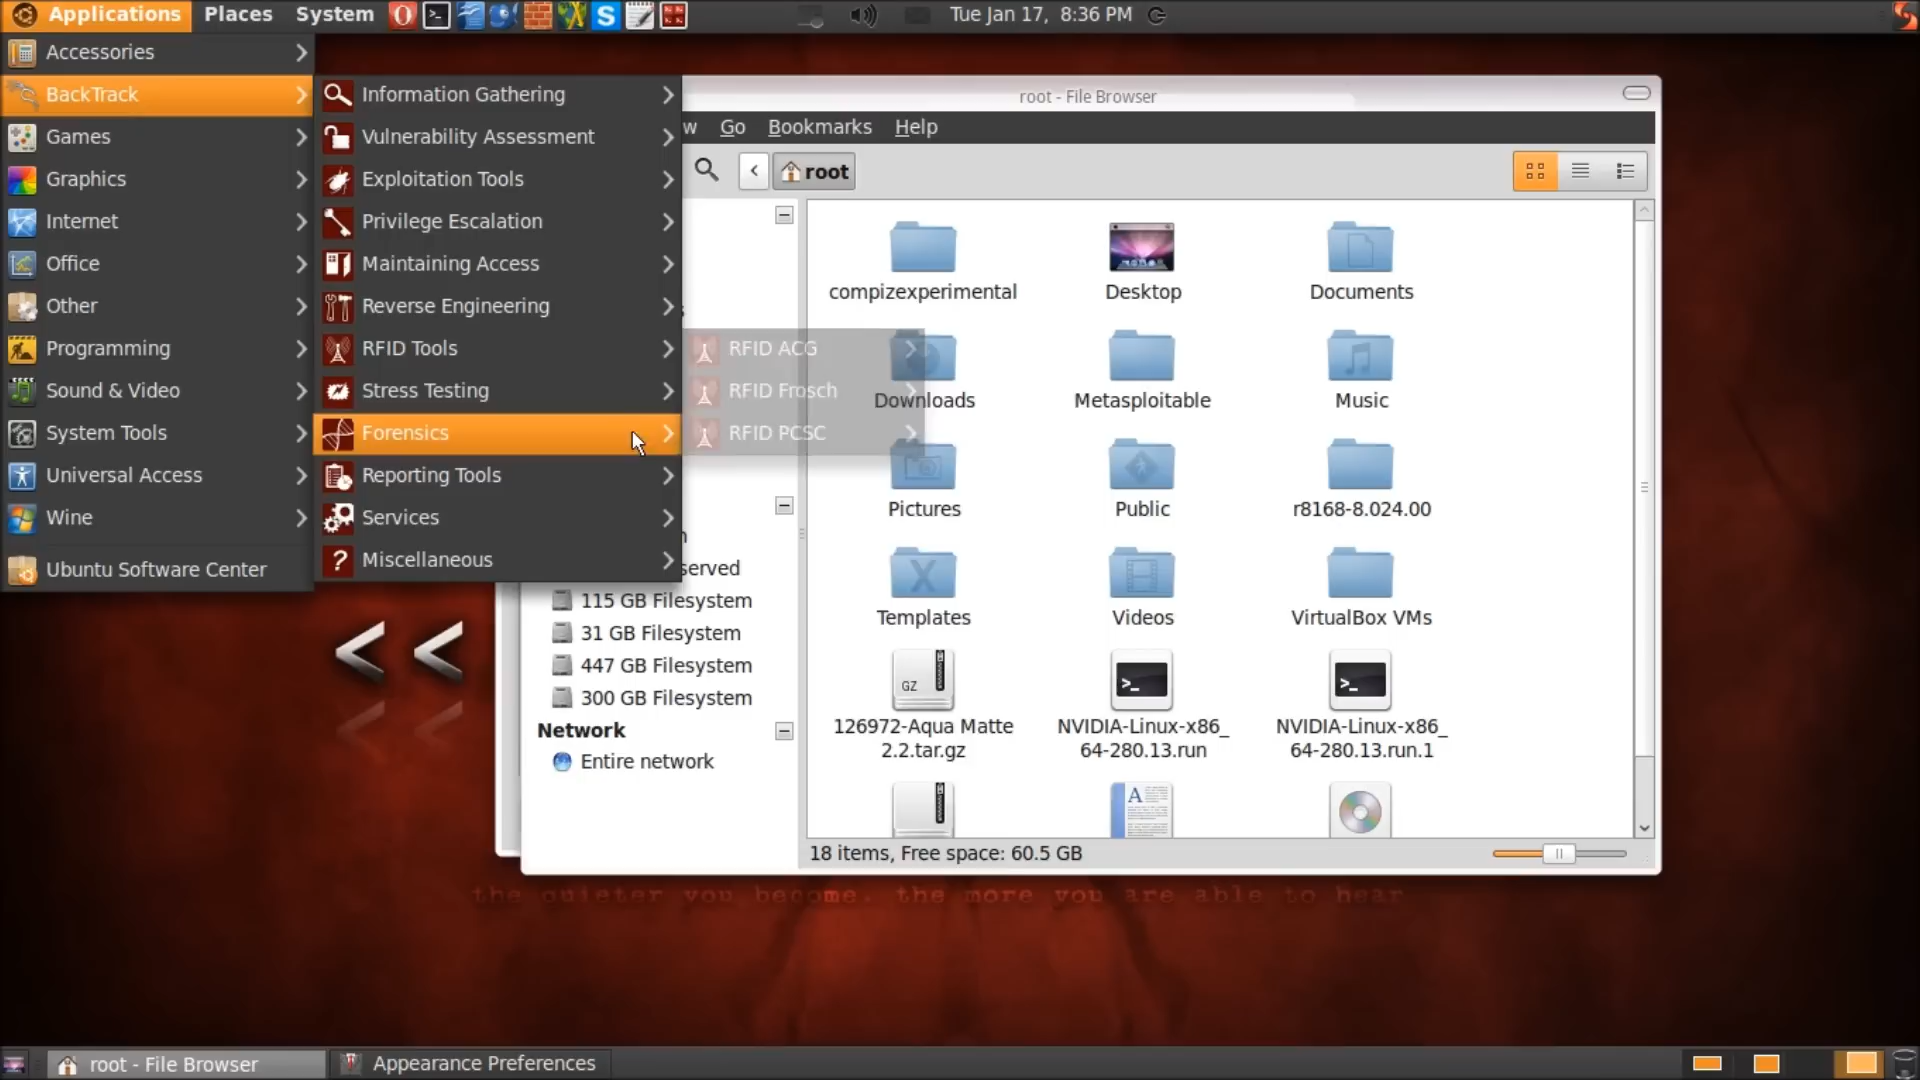 Applications Places System Tue Jan 17, 8:36 PM
Accessories
BackTrack
Games
Graphics
Internet
Office
Other
Programming
Sound & Video
System Tools
Universal Access
Wine
Ubuntu Software Center
Information Gathering
Vulnerability Assessment
Exploitation Tools
Privilege Escalation
Maintaining Access
Reverse Engineering
RFID Tools
Stress Testing
Forensics
Reporting Tools
Services
Miscellaneous
RFID ACG
RFID Frosch
RFID PCSC
root - File Browser
w Go Bookmarks Help
root
served
115 GB Filesystem
31 GB Filesystem
447 GB Filesystem
300 GB Filesystem
Network
Entire network
compizexperimental
Desktop
Documents
Downloads
Metasploitable
Music
Pictures
Public
r8168-8.024.00
Templates
Videos
VirtualBox VMs
GZ
126972-Aqua Matte
2.2.tar.gz
NVIDIA-Linux-x86_
64-280.13.run
NVIDIA-Linux-x86_
64-280.13.run.1
18 items, Free space: 60.5 GB
<<
the quieter you become, the more you are able to hear
root - File Browser
Appearance Preferences